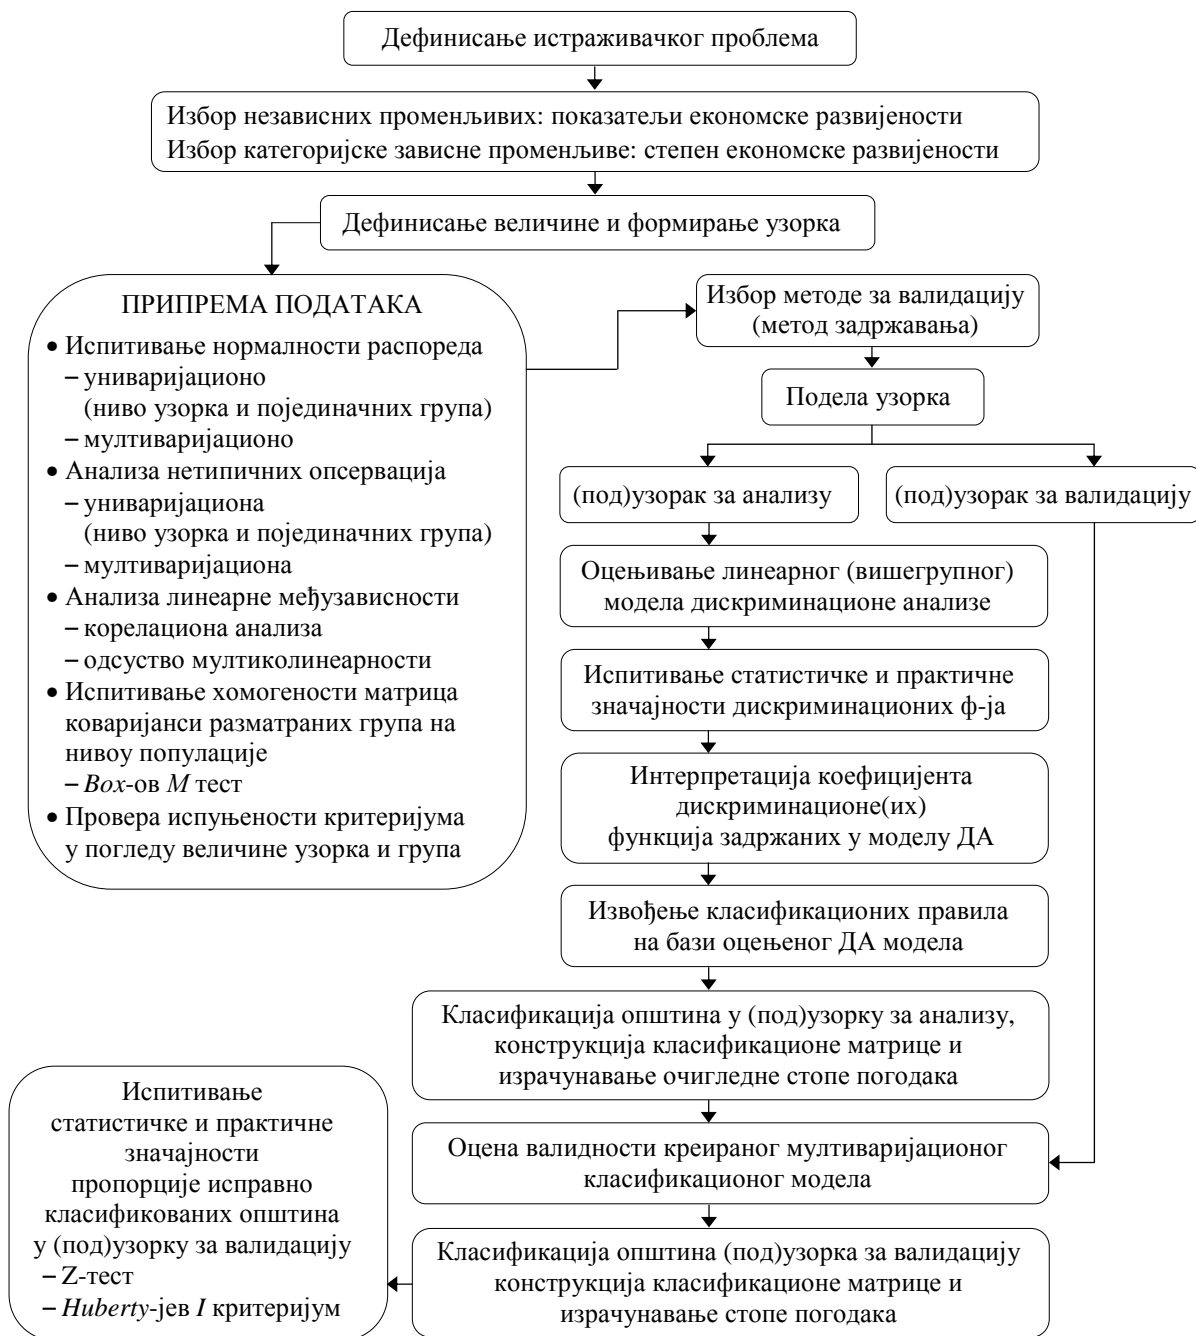 Дефинисање истраживачког проблема
Избор независних променљивих: показатељи економске развијености
Избор категоријске зависне променљиве: степен економске развијености
Дефинисање величине и формирање узорка
ПРИПРЕМА ПОДАТАКА
• Испитивање нормалности распореда
– униваријационо
(ниво узорка и појединачних група)
– мултиваријационо
• Анализа нетипичних опсервација
– униваријациона
(ниво узорка и појединачних група)
– мултиваријациона
• Анализа линеарне међузависности
– корелациона анализа
– одсуство мултиколинеарности
• Испитивање хомогености матрица
коваријанси разматраних група на
нивоу популације
– Box-ов M тест
• Провера испуњености критеријума
у погледу величине узорка и група
Избор методе за валидацију
(метод задржавања)
Подела узорка
(под)узорак за анализу
(под)узорак за валидацију
Оцењивање линеарног (вишегрупног)
модела дискриминационе анализе
Испитивање статистичке и практичне
значајности дискриминационих ф-ја
Интерпретација коефицијента
дискриминационе(их)
функција задржаних у моделу ДА
Извођење класификационих правила
на бази оцењеног ДА модела
Класификација општина у (под)узорку за анализу,
конструкција класификационе матрице и
израчунавање очигледне стопе погодака
Оцена валидности креираног мултиваријационог
класификационог модела
Класификација општина (под)узорка за валидацију
конструкција класификационе матрице и
израчунавање стопе погодака
Испитивање
статистичке и практичне
значајности
пропорције исправно
класификованих општина
у (под)узорку за валидацију
– Z-тест
– Huberty-јев I критеријум